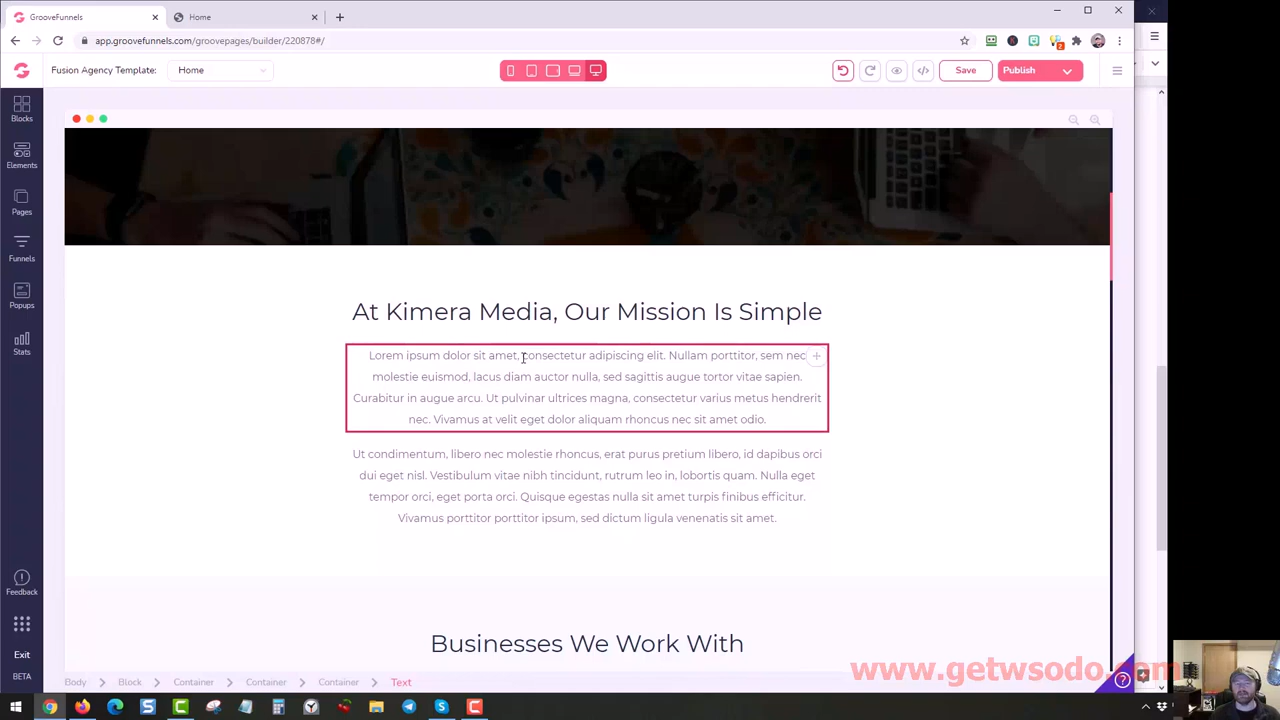 GrooveFunnels
Home
app.groovefunnels.com/groovepages/builder/220878#/
2
Fusion Agency Template:
Home
Save
Publish
Blocks
Elements
Pages
Funnels
Popups
Stats
Feedback
Exit
BETA
At Kimera Media, Our Mission Is Simple
Lorem ipsum dolor sit amet, consectetur adipiscing elit. Nullam porttitor, sem nec
molestie euismod, lacus diam auctor nulla, sed sagittis augue tortor vitae sapien.
Curabitur in augue arcu. Ut pulvinar ultrices magna, consectetur varius metus hendrerit
nec. Vivamus at velit eget dolor aliquam rhoncus nec sit amet odio.
Ut condimentum, libero nec molestie rhoncus, erat purus pretium libero, id dapibus orci
dui eget nisl. Vestibulum vitae nibh tincidunt, rutrum leo in, lobortis quam. Nulla eget
tempor orci, eget porta orci. Quisque egestas nulla sit amet turpis finibus efficitur.
Vivamus porttitor porttitor ipsum, sed dictum ligula venenatis sit amet.
Businesses We Work With
www.getwsodo.com
Body
Block
Container
Container
Container
Text